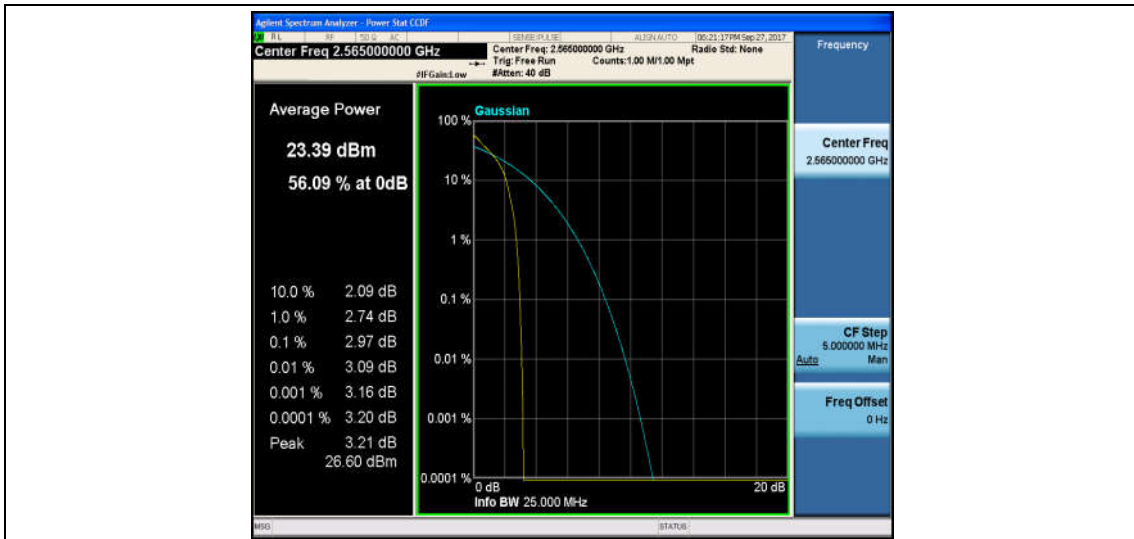 Agilent Spectrum Analyzer - Power Stat CCDF
RL RF 50 Ω AC SENSE:PULSE ALIGN AUTO 06:21:17 PM Sep 27, 2017
Center Freq 2.565000000 GHz
Center Freq: 2.565000000 GHz Radio Std: None
Trig: Free Run Counts:1.00 M/1.00 Mpt
#IFGain:Low #Atten: 40 dB
Frequency
Average Power
23.39 dBm
56.09 % at 0dB
10.0 % 2.09 dB
1.0 % 2.74 dB
0.1 % 2.97 dB
0.01 % 3.09 dB
0.001 % 3.16 dB
0.0001 % 3.20 dB
Peak 3.21 dB
26.60 dBm
Gaussian
100 %
10 %
1 %
0.1 %
0.01 %
0.001 %
0.0001 %
0 dB 20 dB
Info BW 25.000 MHz
Center Freq
2.565000000 GHz
CF Step
5.000000 MHz
Auto Man
Freq Offset
0 Hz
MSG STATUS